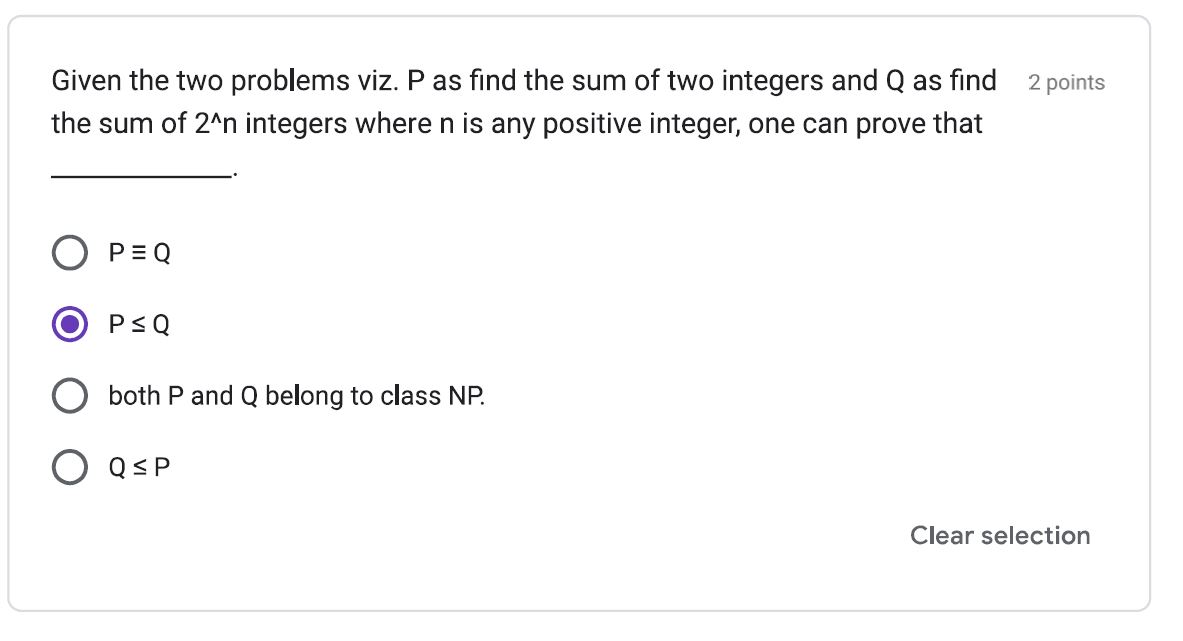 Given the two problems viz. P as find the sum of two integers and Q as find 2 points
the sum of 2^n integers where n is any positive integer, one can prove that
_____________.
P ≡ Q
P ≤ Q
both P and Q belong to class NP.
Q ≤ P
Clear selection